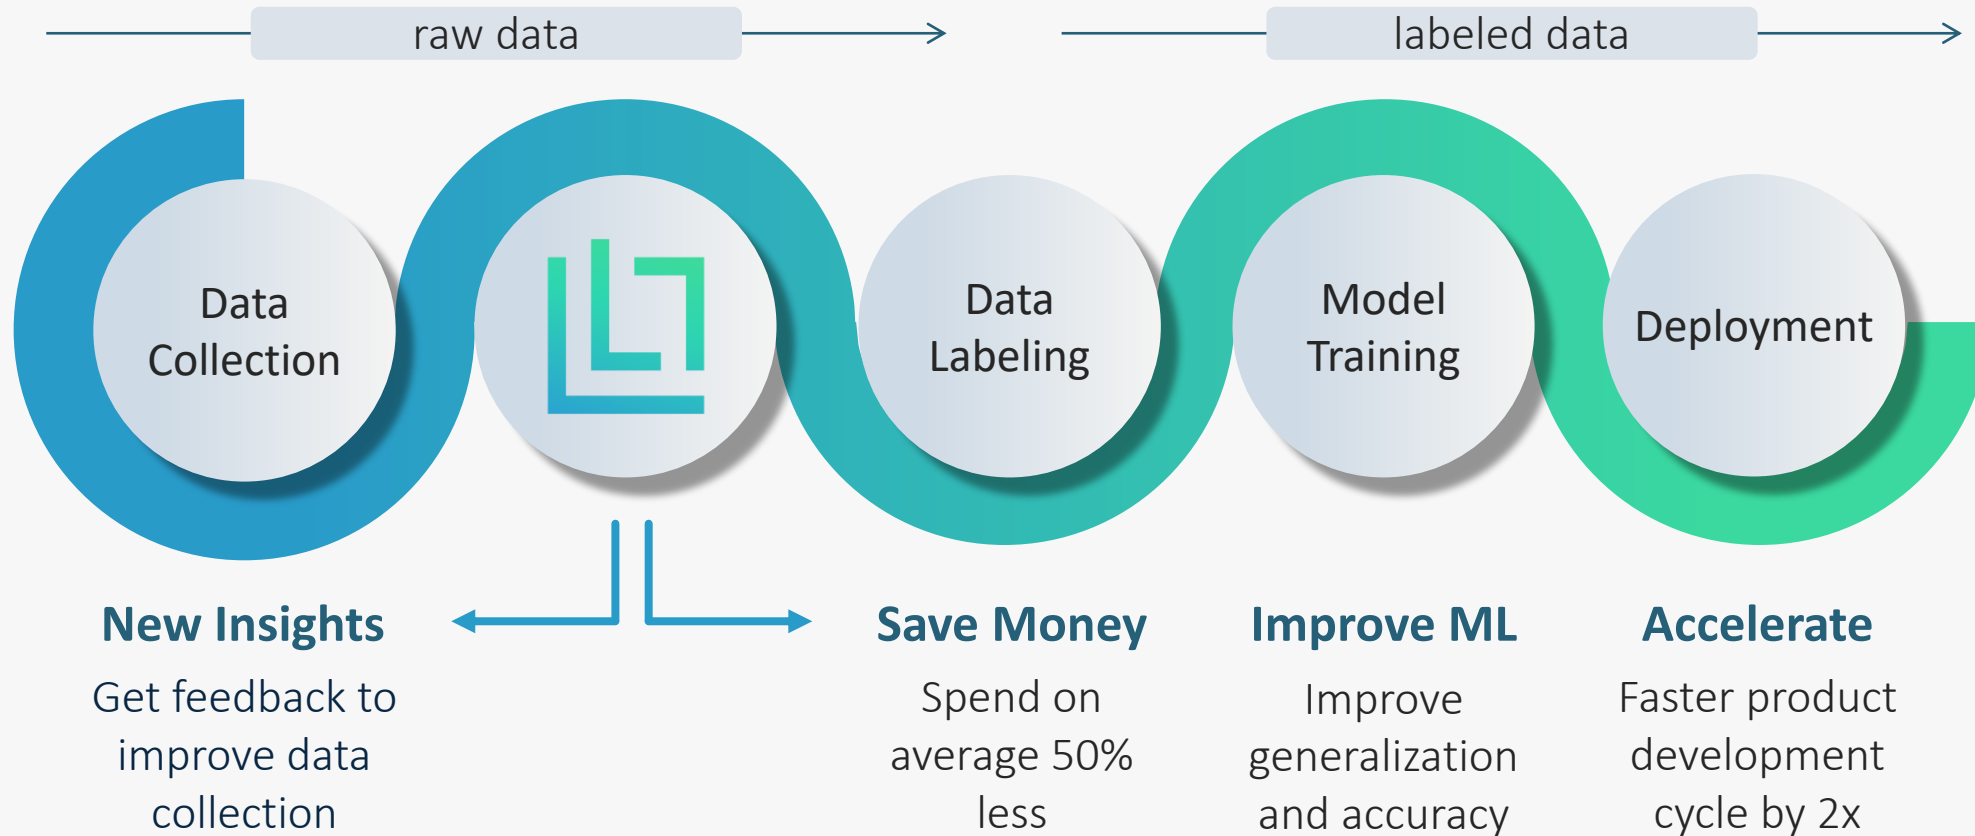 raw data
labeled data
Data
Collection
Data
Labeling
Model
Training
Deployment
New Insights
Get feedback to
improve data
collection
Save Money
Spend on
average 50%
less
Improve ML
Improve
generalization
and accuracy
Accelerate
Faster product
development
cycle by 2x